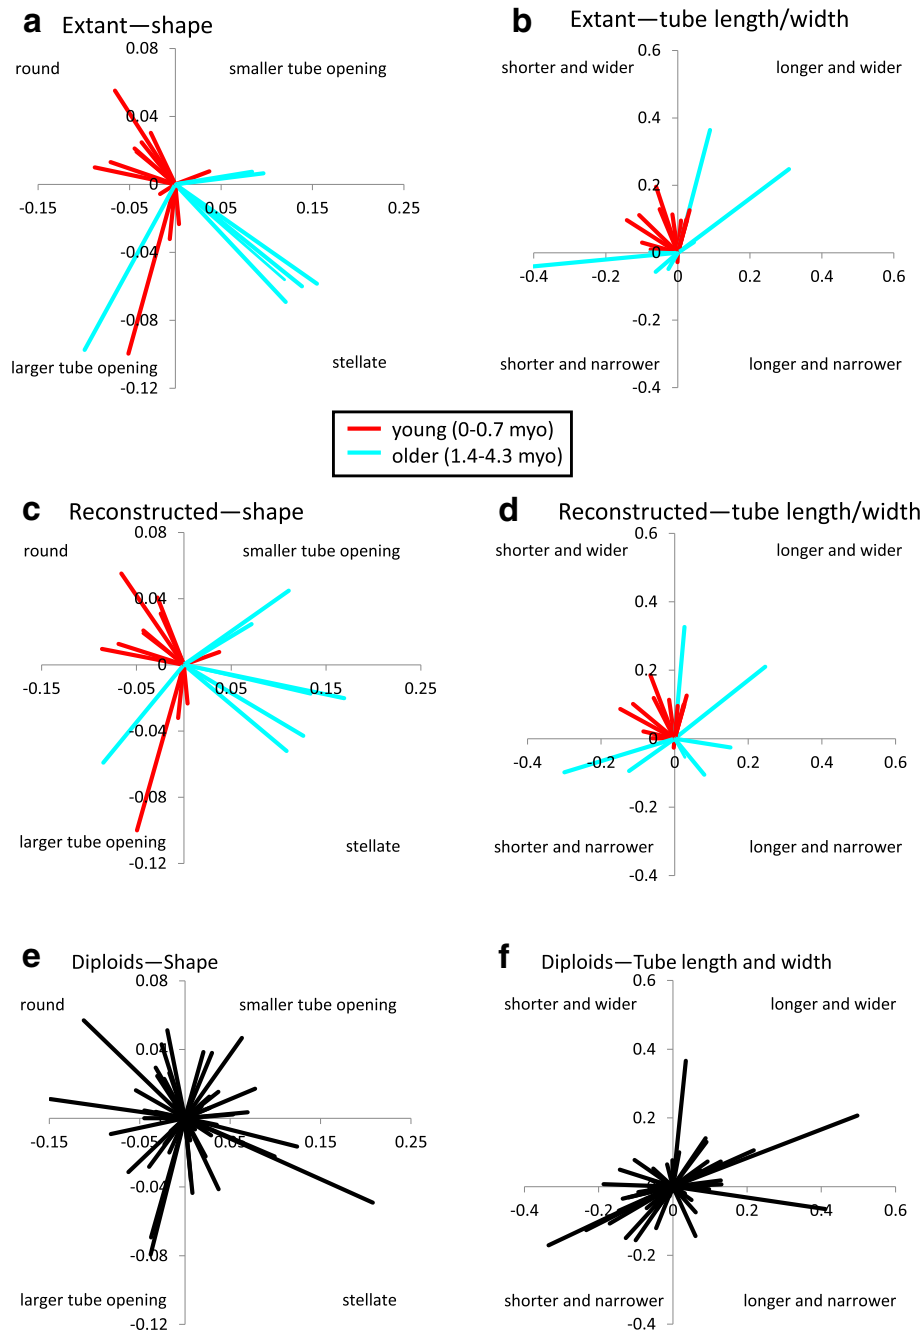 a Extant—shape
0.08
round
smaller tube opening
0.04
0
-0.15
-0.05
0.05
0.15
0.25
-0.04
-0.08
larger tube opening
stellate
-0.12
b Extant—tube length/width
0.6
shorter and wider
longer and wider
0.4
0.2
0
-0.4
-0.2
0
0.2
0.4
0.6
-0.2
shorter and narrower
longer and narrower
-0.4
young (0-0.7 myo)
older (1.4-4.3 myo)
c Reconstructed—shape
0.08
round
smaller tube opening
0.04
0
-0.15
-0.05
0.05
0.15
0.25
-0.04
-0.08
larger tube opening
stellate
-0.12
d Reconstructed—tube length/width
0.6
shorter and wider
longer and wider
0.4
0.2
0
-0.4
-0.2
0
0.2
0.4
0.6
-0.2
shorter and narrower
longer and narrower
-0.4
e Diploids—Shape
0.08
round
smaller tube opening
0.04
-0.15
-0.05
0.05
0.15
0.25
-0.04
-0.08
larger tube opening
stellate
-0.12
f Diploids—Tube length and width
0.6
shorter and wider
longer and wider
0.4
0.2
-0.4
-0.2
0
0.2
0.4
0.6
-0.2
shorter and narrower
longer and narrower
-0.4